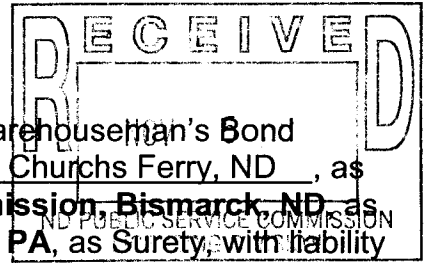 RECEIVED
arehouseman's Bond
Churchs Ferry, ND , as
mission, Bismarck, ND, as
ND PUBLIC SERVICE COMMISSION
PA, as Surety, with liability